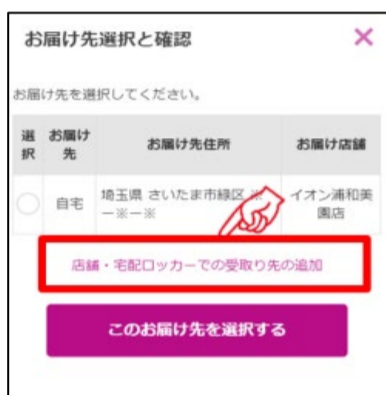 お届け先選択と確認
×
お届け先を選択してください。
選択 お届け先 お届け先住所 お届け店舗
自宅 埼玉県 さいたま市緑区 ※ イオン浦和美
ー※ー※ 園店
店舗・宅配ロッカーでの受取り先の追加
このお届け先を選択する